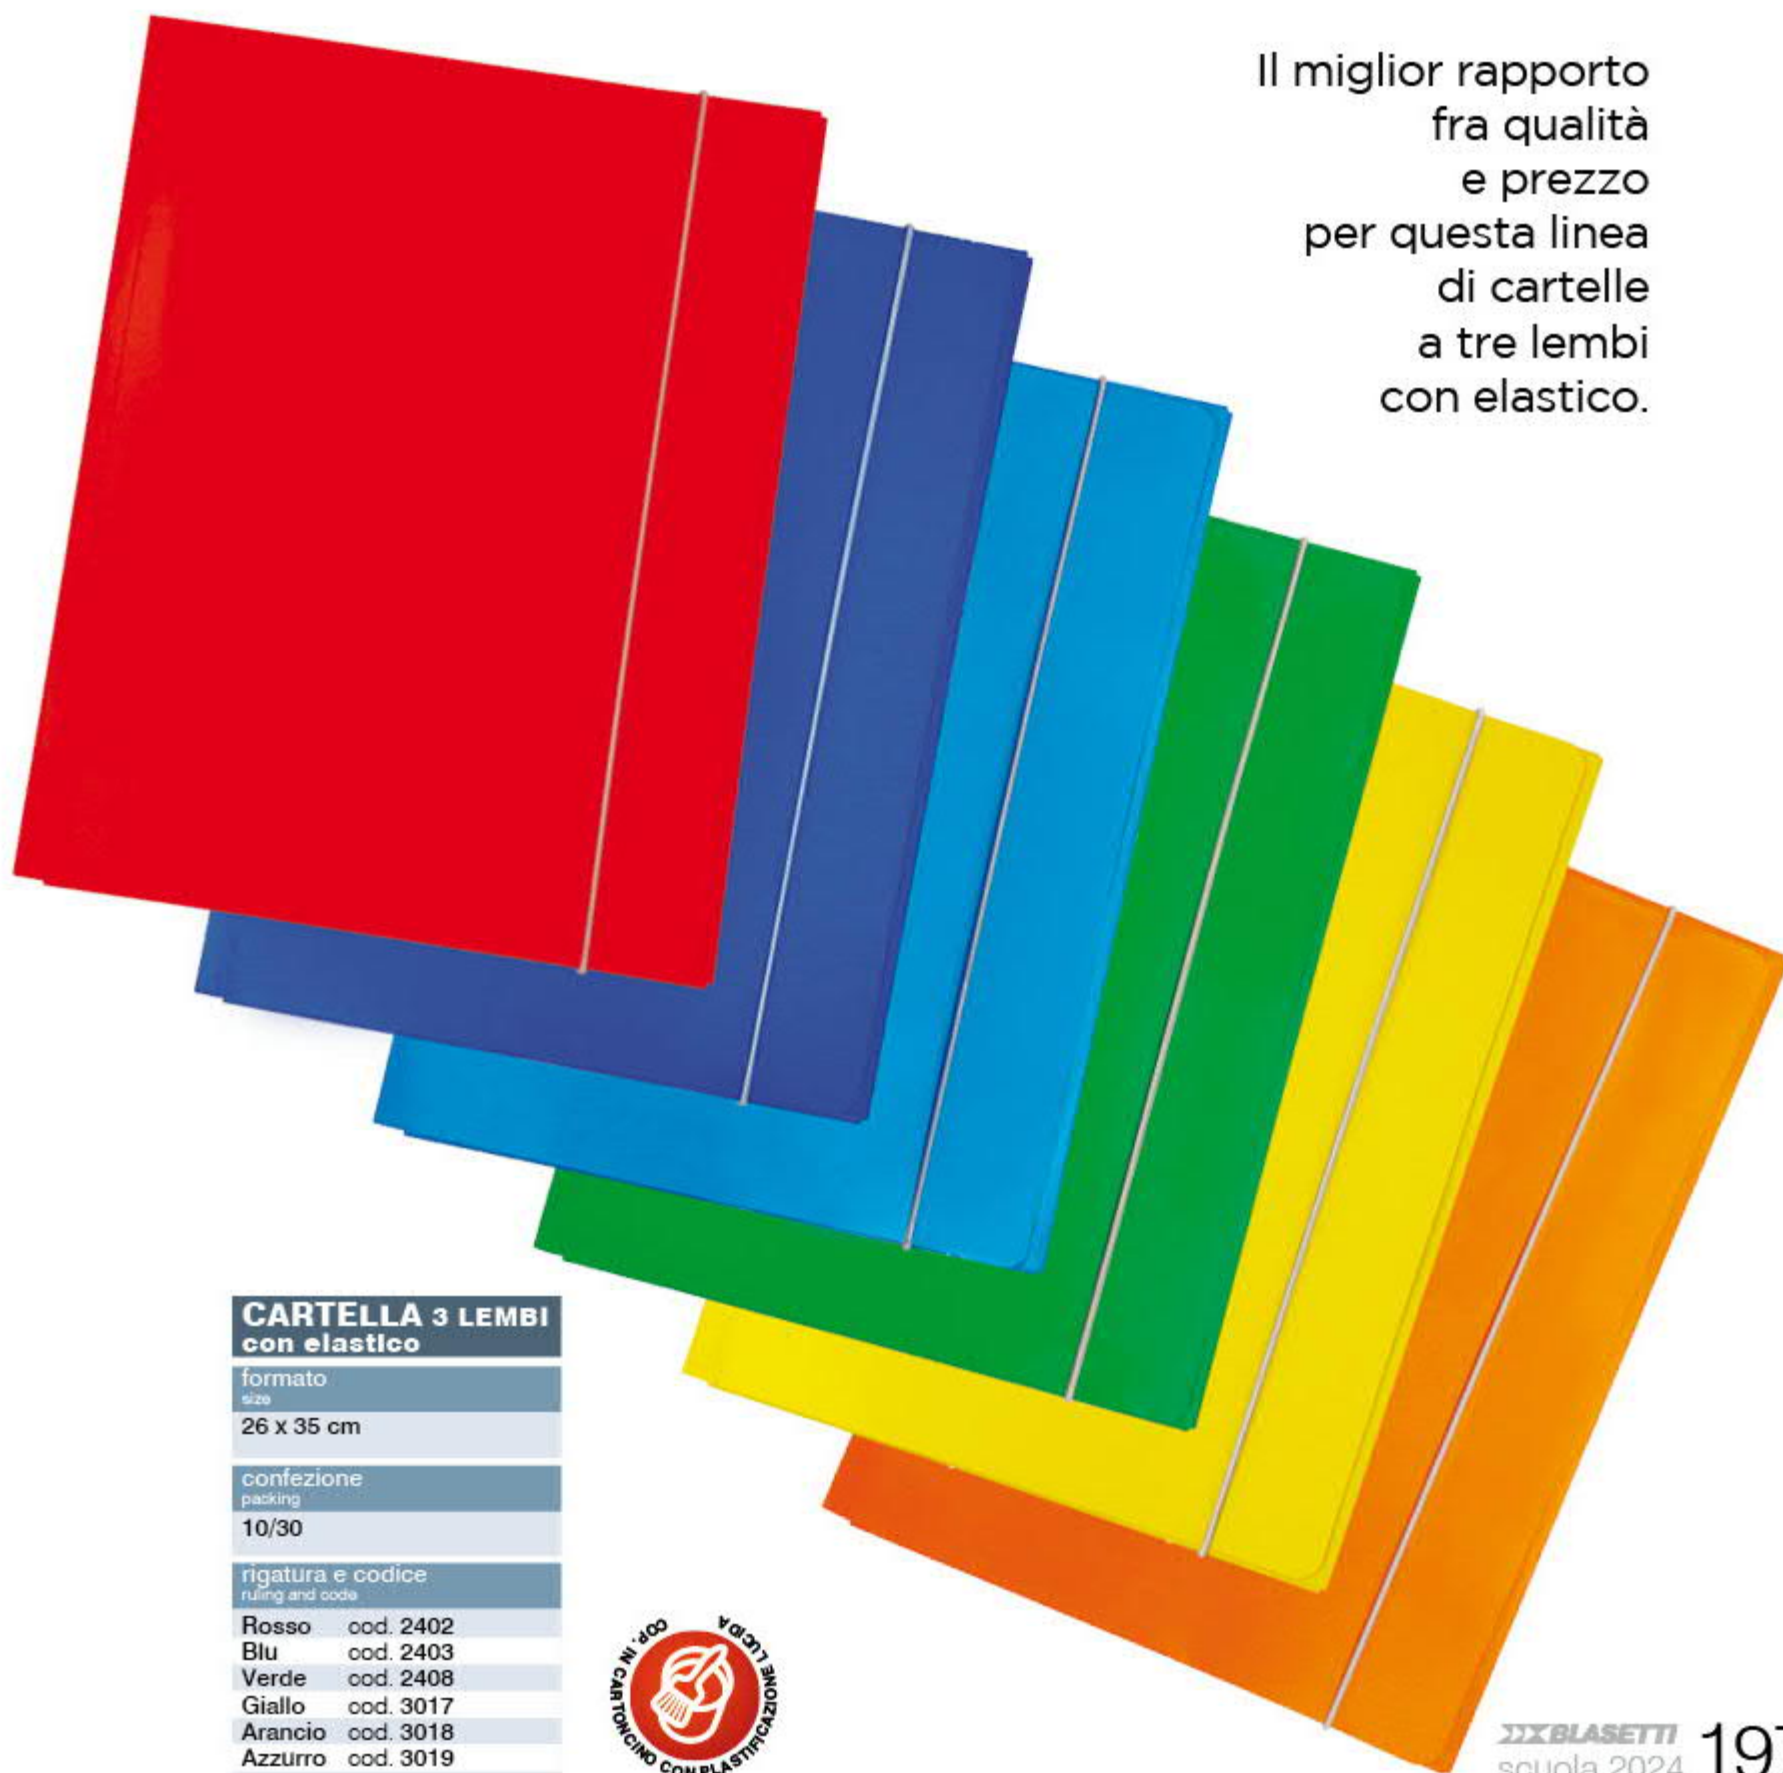 Il miglior rapporto
fra qualità
e prezzo
per questa linea
di cartelle
a tre lembi
con elastico.
CARTELLA 3 LEMBI
con elastico
formato
size
26 x 35 cm
confezione
packing
10/30
rigatura e codice
ruling and code
Rosso cod. 2402
Blu cod. 2403
Verde cod. 2408
Giallo cod. 3017
Arancio cod. 3018
Azzurro cod. 3019
COP. IN CARTONCINO CON PLASTIFICAZIONE LUCIDA
BLASETTI
scuola 2024